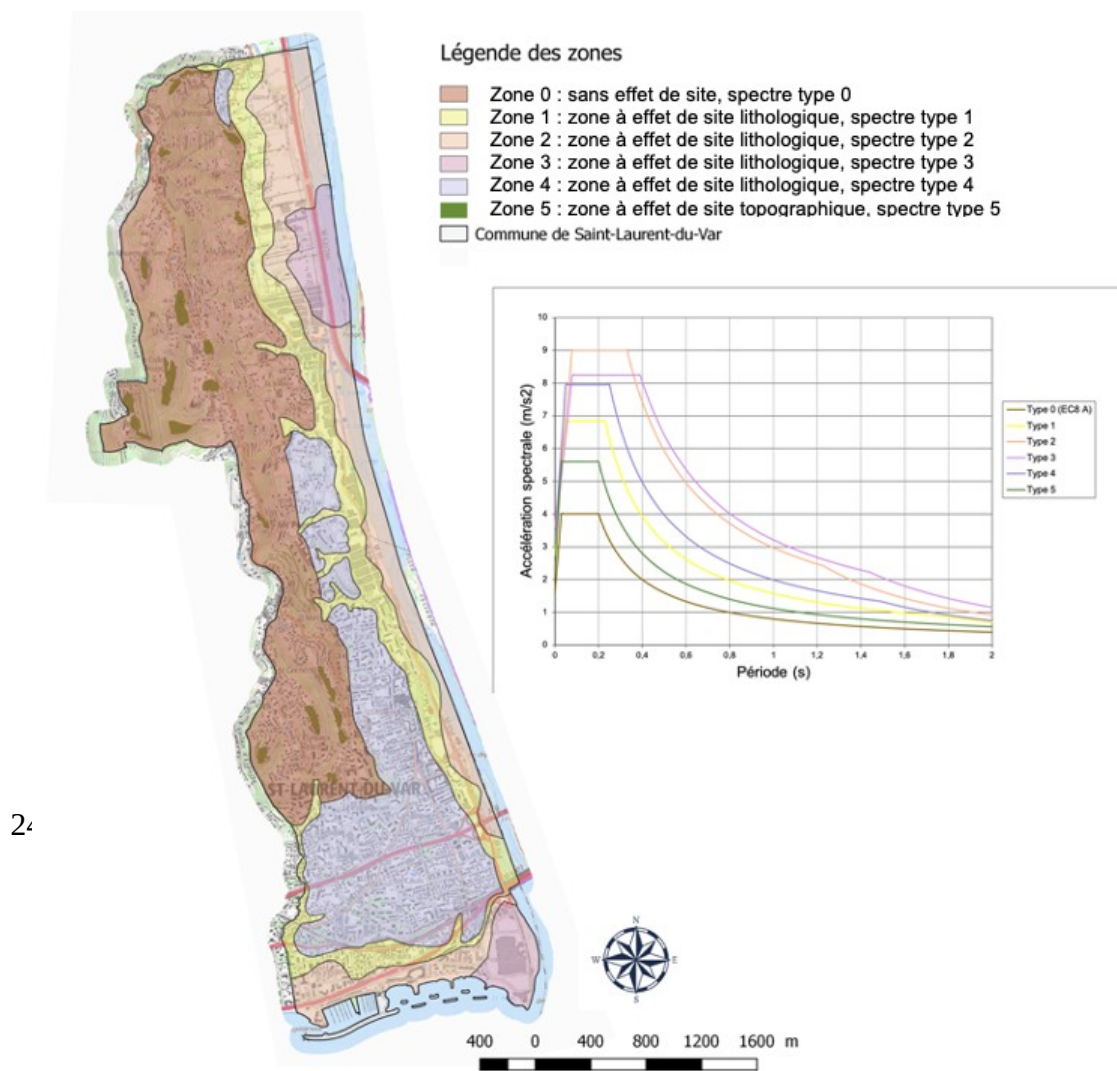 Légende des zones
Zone 0 : sans effet de site, spectre type 0
Zone 1 : zone à effet de site lithologique, spectre type 1
Zone 2 : zone à effet de site lithologique, spectre type 2
Zone 3 : zone à effet de site lithologique, spectre type 3
Zone 4 : zone à effet de site lithologique, spectre type 4
Zone 5 : zone à effet de site topographique, spectre type 5
Commune de Saint-Laurent-du-Var
10
9
8
7
6
5
4
3
2
1
0
Accélération spectrale (m/s2)
0 0,2 0,4 0,6 0,8 1 1,2 1,4 1,6 1,8 2
Période (s)
Type 0 (EC8 A)
Type 1
Type 2
Type 3
Type 4
Type 5
ST-LAURENT-DU-VAR
24
N
W E
S
400 0 400 800 1200 1600 m